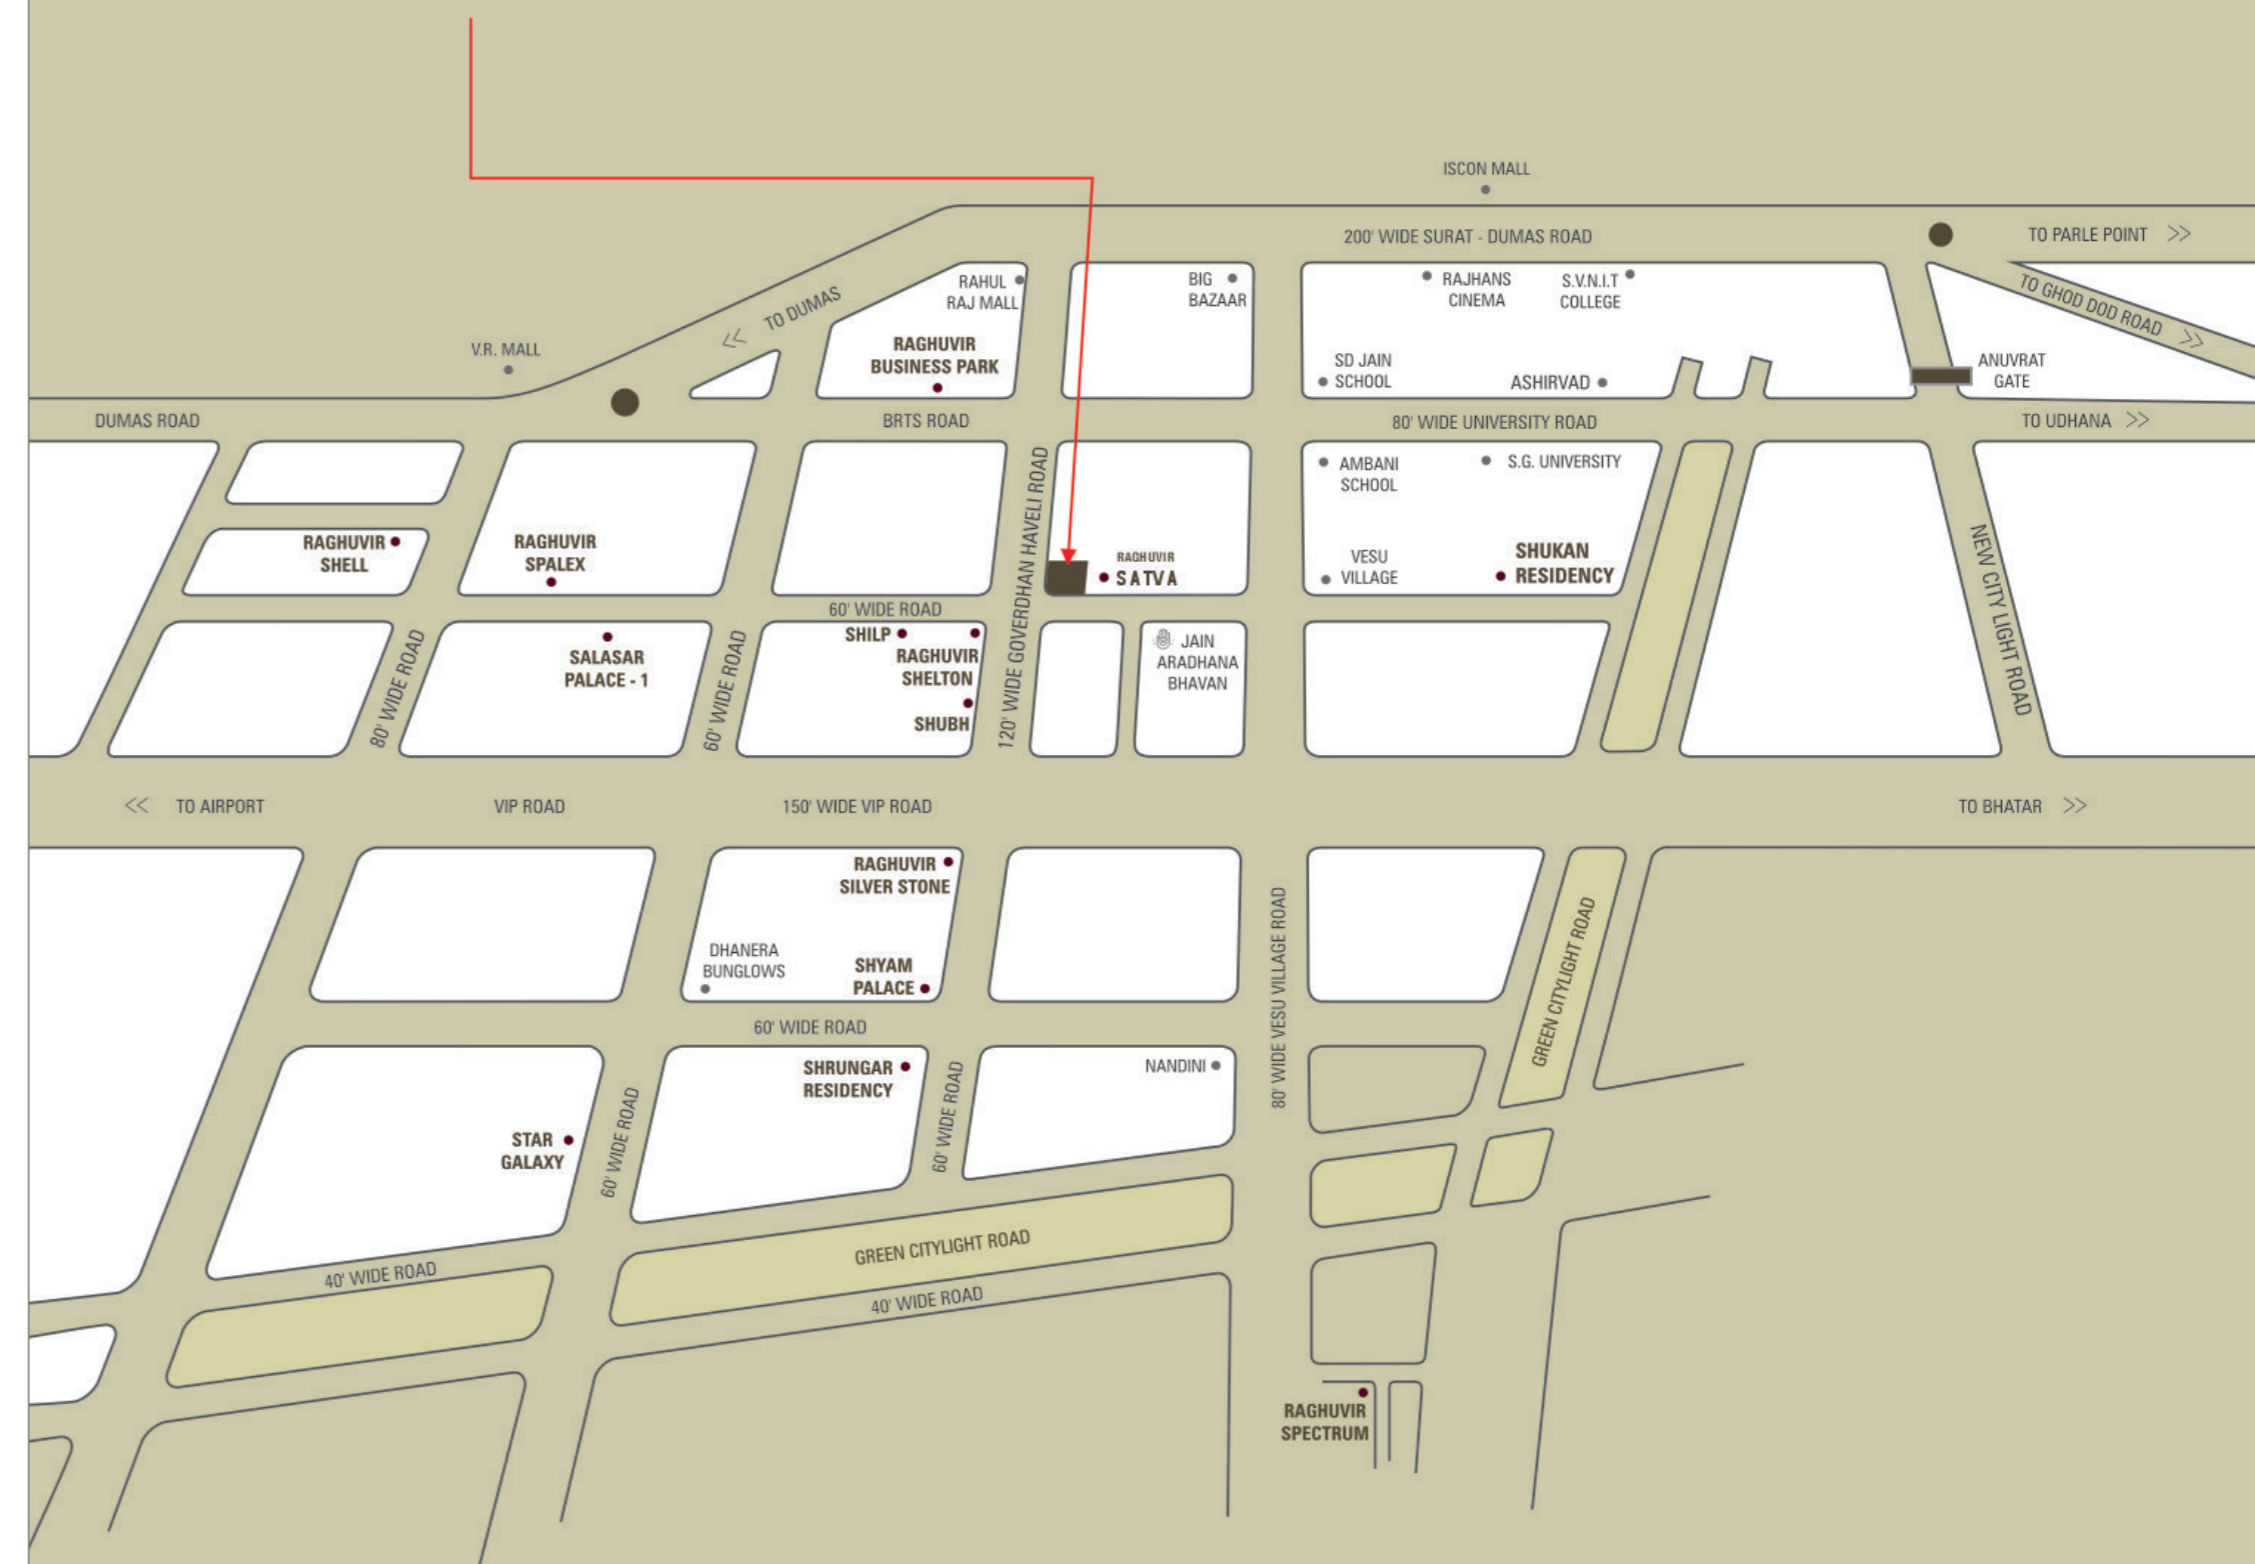 ISCON MALL
200' WIDE SURAT - DUMAS ROAD
TO PARLE POINT >>
RAHUL
RAJ MALL
BIG
BAZAAR
RAJHANS
CINEMA
S.V.N.I.T
COLLEGE
TO GHOD DOD ROAD >>
<< TO DUMAS
V.R. MALL
RAGHUVIR
BUSINESS PARK
SD JAIN
SCHOOL
ASHIRVAD
ANUVRAT
GATE
DUMAS ROAD
BRTS ROAD
80' WIDE UNIVERSITY ROAD
TO UDHANA >>
AMBANI
SCHOOL
S.G. UNIVERSITY
RAGHUVIR
SHELL
RAGHUVIR
SPALEX
120' WIDE GOVERDHAN HAVELI ROAD
RAGHUVIR
SATVA
VESU
VILLAGE
SHUKAN
RESIDENCY
NEW CITY LIGHT ROAD
60' WIDE ROAD
80' WIDE ROAD
SALASAR
PALACE - 1
60' WIDE ROAD
SHILP
RAGHUVIR
SHELTON
SHUBH
JAIN
ARADHANA
BHAVAN
<< TO AIRPORT
VIP ROAD
150' WIDE VIP ROAD
TO BHATAR >>
RAGHUVIR
SILVER STONE
DHANERA
BUNGLOWS
SHYAM
PALACE
80' WIDE VESU VILLAGE ROAD
GREEN CITYLIGHT ROAD
60' WIDE ROAD
SHRUNGAR
RESIDENCY
60' WIDE ROAD
NANDINI
STAR
GALAXY
60' WIDE ROAD
GREEN CITYLIGHT ROAD
40' WIDE ROAD
40' WIDE ROAD
RAGHUVIR
SPECTRUM